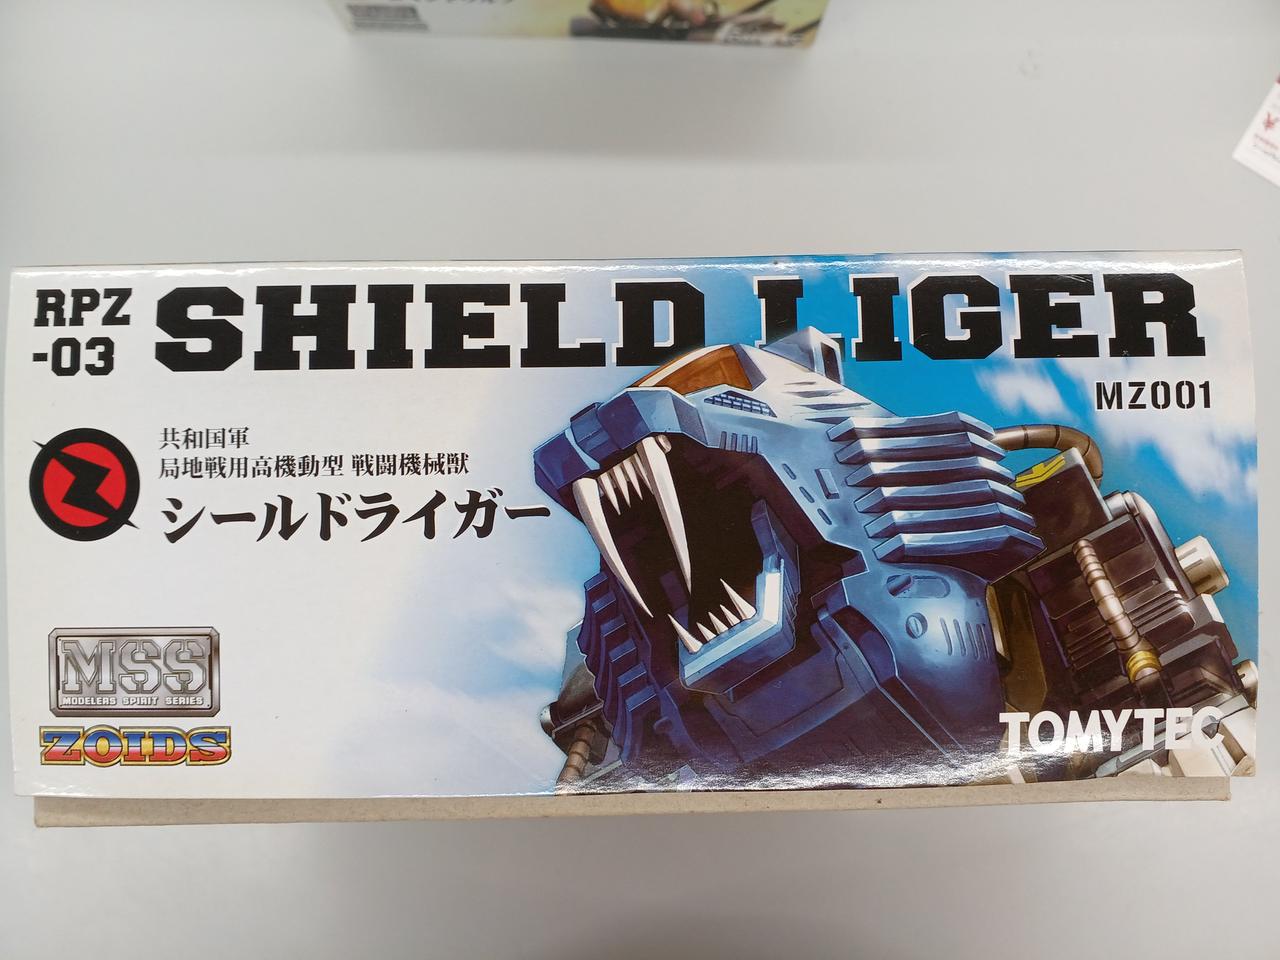 RPZ
-03
SHIELD LIGER
MZ001
共和国軍
局地戦用高機動型 戦闘機械獣
シールドライガー
MSS
MODELERS SPIRIT SERIES
ZOIDS
TOMYTEC